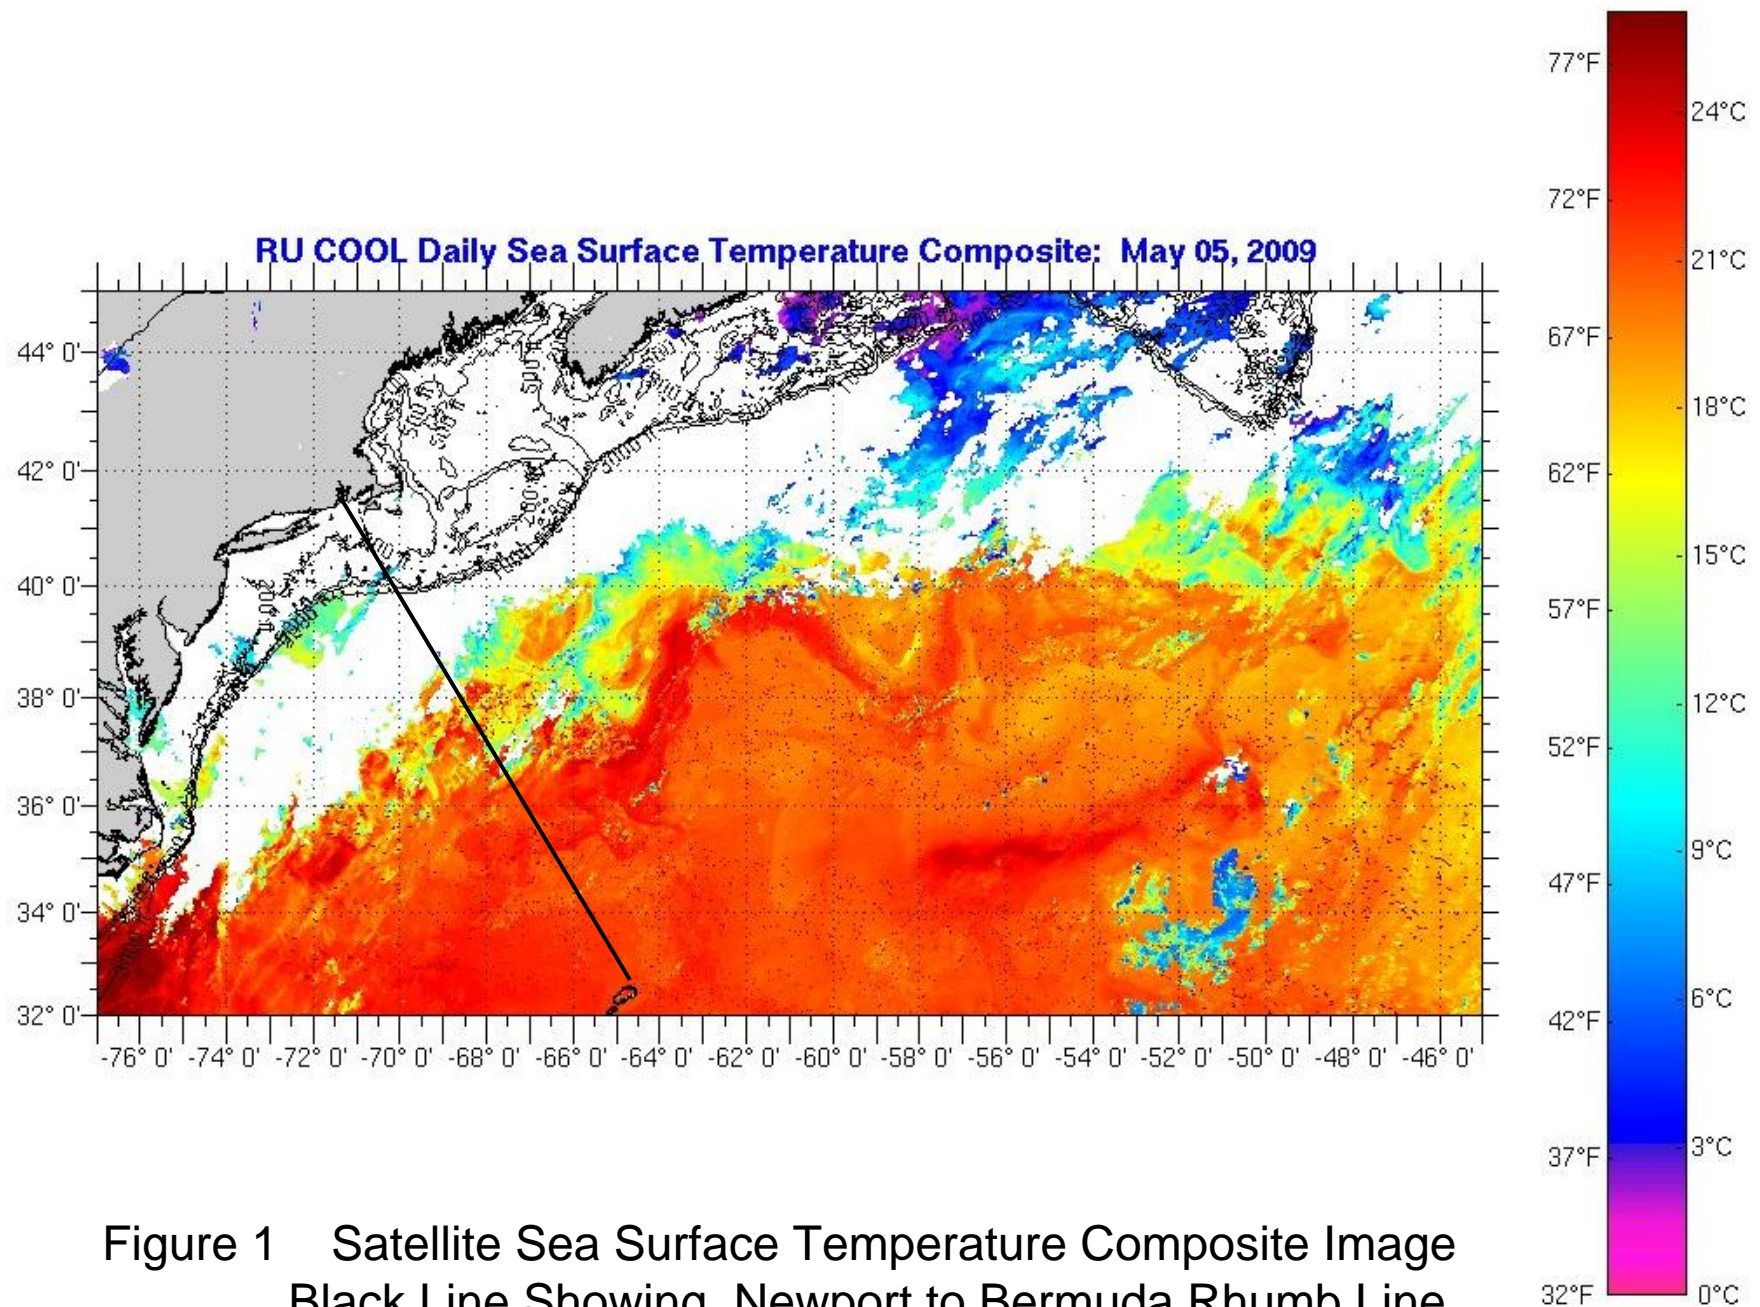 RU COOL Daily Sea Surface Temperature Composite: May 05, 2009
44° 0'
42° 0'
40° 0'
38° 0'
36° 0'
34° 0'
32° 0'
-76° 0' -74° 0' -72° 0' -70° 0' -68° 0' -66° 0' -64° 0' -62° 0' -60° 0' -58° 0' -56° 0' -54° 0' -52° 0' -50° 0' -48° 0' -46° 0'
77°F
72°F
67°F
62°F
57°F
52°F
47°F
42°F
37°F
32°F
24°C
21°C
18°C
15°C
12°C
9°C
6°C
3°C
0°C
Figure 1 Satellite Sea Surface Temperature Composite Image
Black Line Showing Newport to Bermuda Rhumb Line